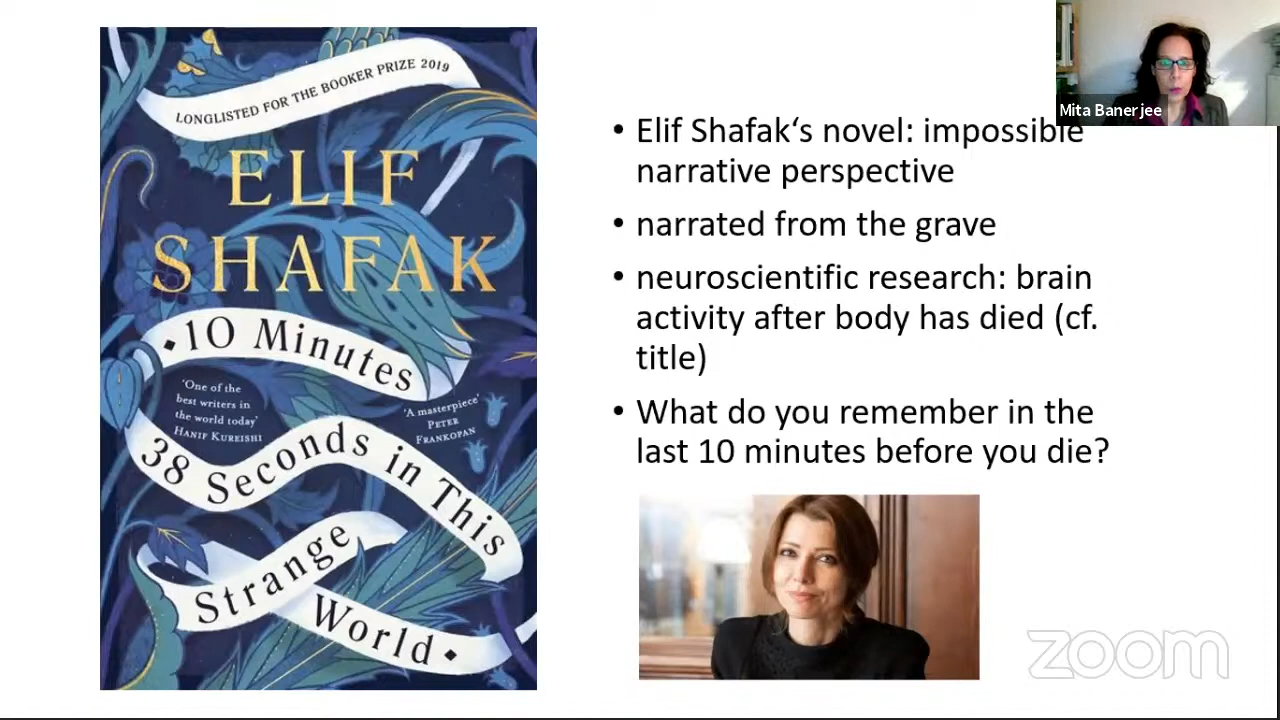 LONGLISTED FOR THE BOOKER PRIZE 2019
ELIF
SHAFAK
10 Minutes
'One of the
best writers in
the world today'
HANIF KUREISHI
'A masterpiece'
PETER
FRANKOPAN
38 Seconds in This
Strange
World
Mita Banerjee
• Elif Shafak‘s novel: impossible
narrative perspective
• narrated from the grave
• neuroscientific research: brain
activity after body has died (cf.
title)
• What do you remember in the
last 10 minutes before you die?
zoom